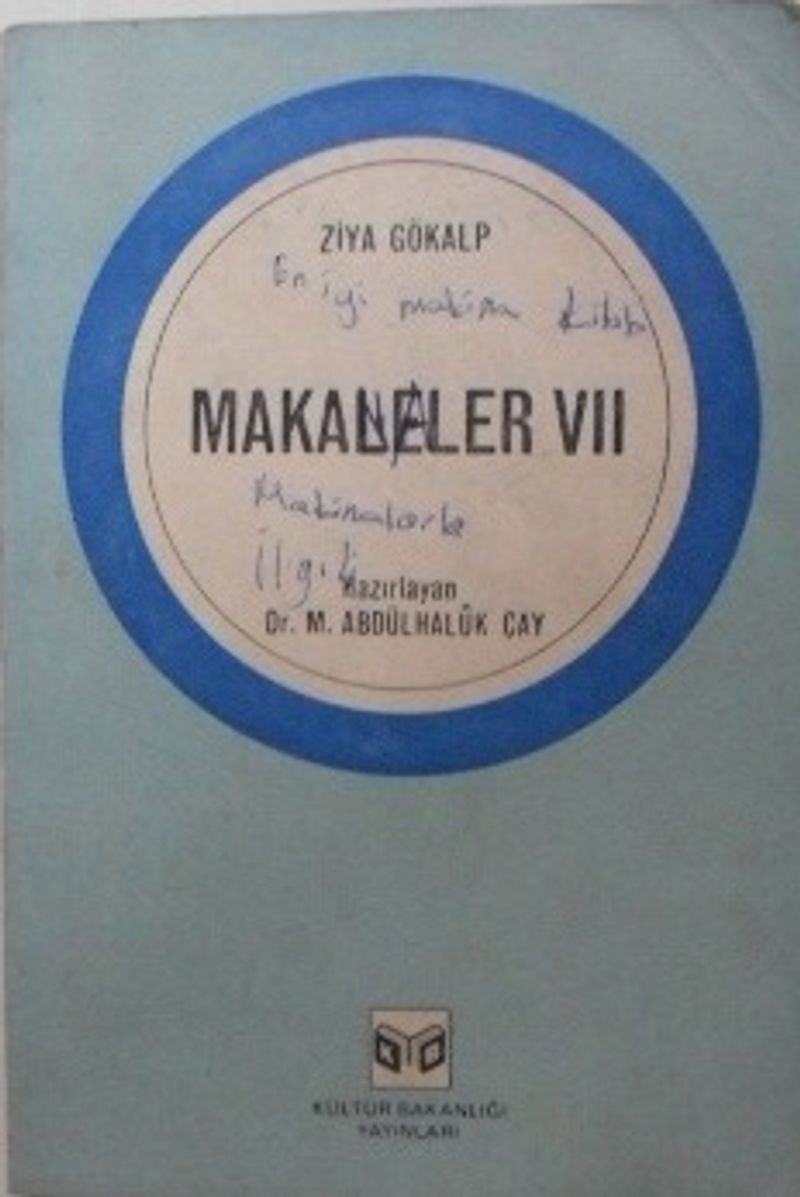 ZİYA GÖKALP
En iyi makina kitabı
MAKALELER VII
Makinalarla
İlgili
Hazırlayan
Dr. M. ABDÜLHALÛK ÇAY
KÜLTÜR BAKANLIĞI
YAYINLARI